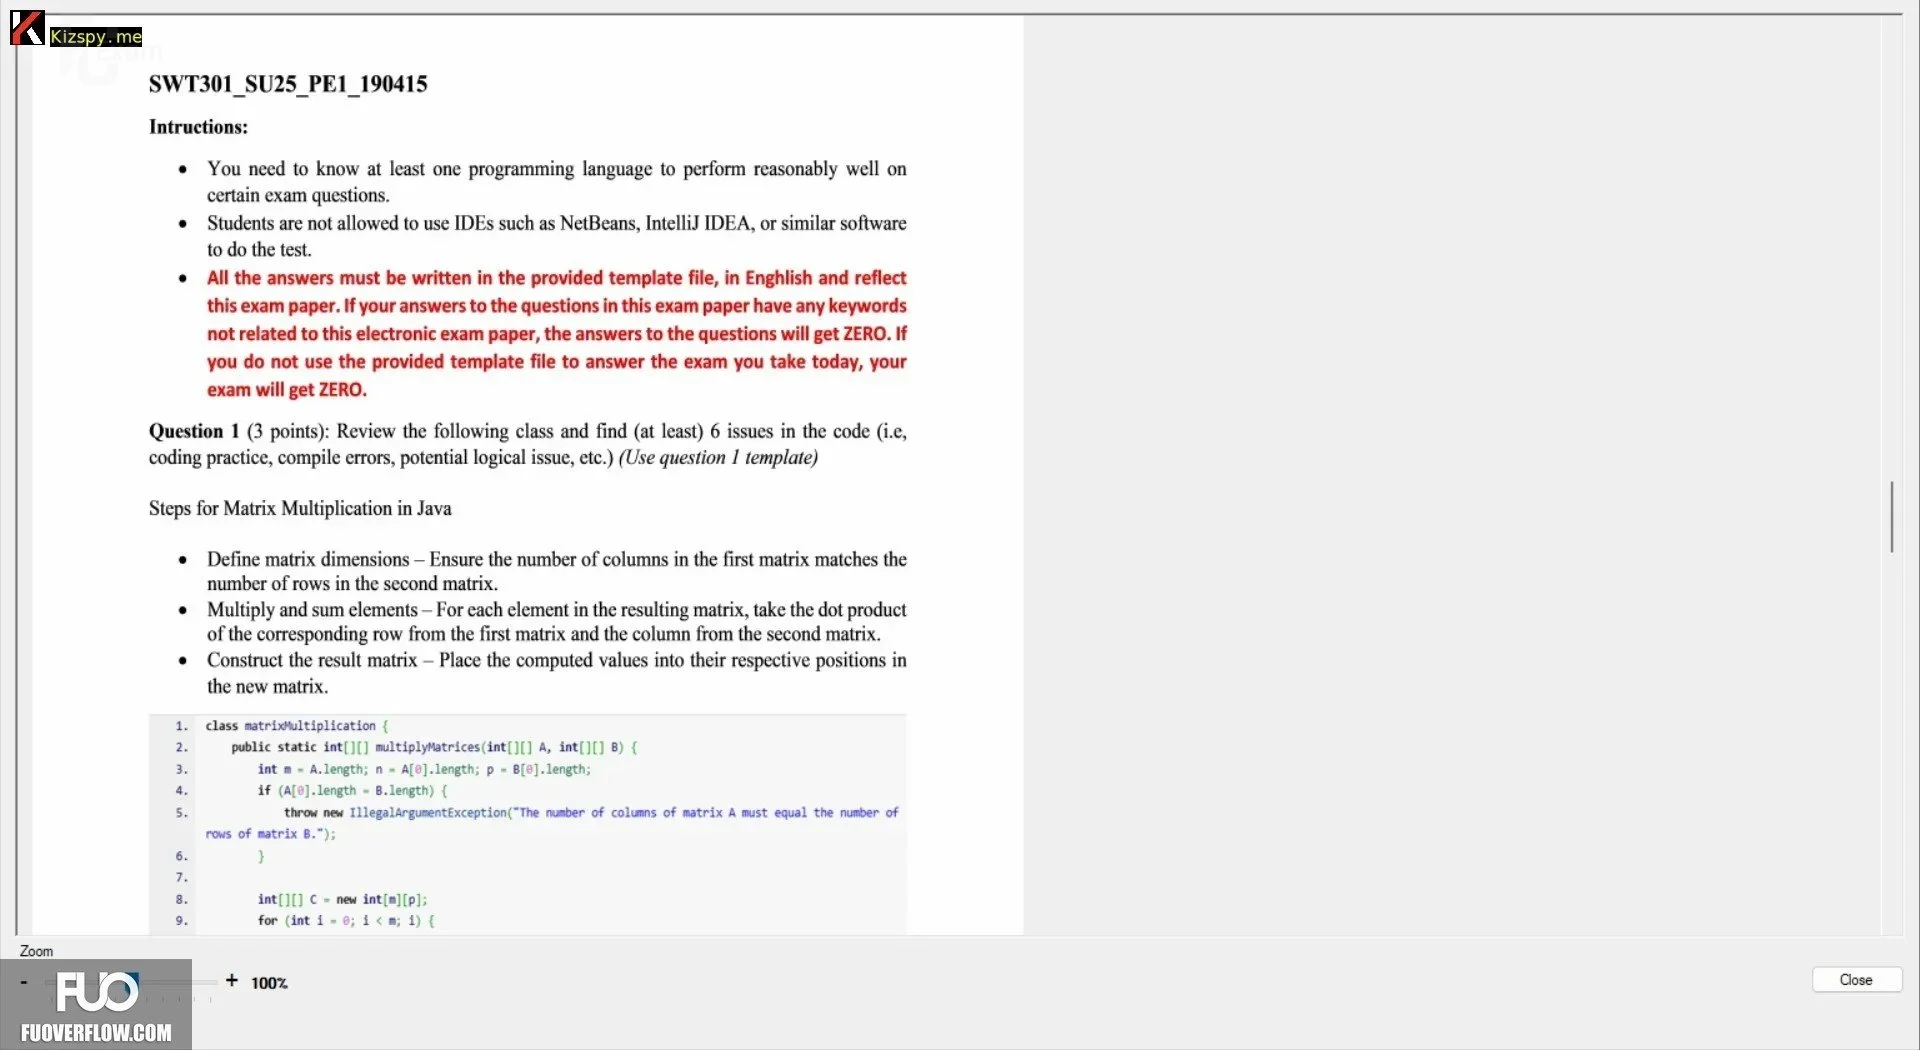 Kizspy.me
SWT301_SU25_PE1_190415
Intructions:
• You need to know at least one programming language to perform reasonably well on
certain exam questions.
• Students are not allowed to use IDEs such as NetBeans, IntelliJ IDEA, or similar software
to do the test.
• All the answers must be written in the provided template file, in Enghlish and reflect
this exam paper. If your answers to the questions in this exam paper have any keywords
not related to this electronic exam paper, the answers to the questions will get ZERO. If
you do not use the provided template file to answer the exam you take today, your
exam will get ZERO.
Question 1 (3 points): Review the following class and find (at least) 6 issues in the code (i.e,
coding practice, compile errors, potential logical issue, etc.) (Use question 1 template)
Steps for Matrix Multiplication in Java
• Define matrix dimensions – Ensure the number of columns in the first matrix matches the
number of rows in the second matrix.
• Multiply and sum elements – For each element in the resulting matrix, take the dot product
of the corresponding row from the first matrix and the column from the second matrix.
• Construct the result matrix – Place the computed values into their respective positions in
the new matrix.
1. class matrixMultiplication {
2. public static int[][] multiplyMatrices(int[][] A, int[][] B) {
3. int m = A.length; n = A[0].length; p = B[0].length;
4. if (A[0].length = B.length) {
5. throw new IllegalArgumentException("The number of columns of matrix A must equal the number of
rows of matrix B.");
6. }
7.
8. int[][] C = new int[m][p];
9. for (int i = 0; i < m; i) {
Zoom
- + 100%
Close
FUO
FUOVERFLOW.COM